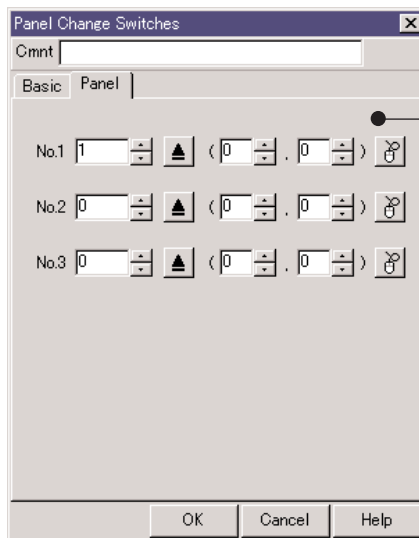 Panel Change Switches
Cmnt
Basic Panel
No.1 1 ( 0 , 0 )
No.2 0 ( 0 , 0 )
No.3 0 ( 0 , 0 )
OK Cancel Help